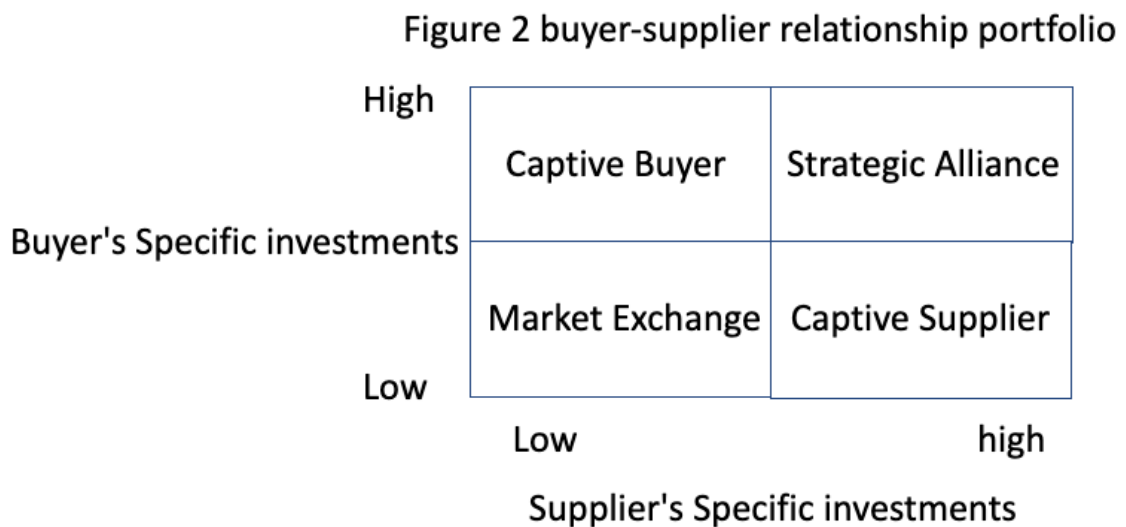 Figure 2 buyer-supplier relationship portfolio
High
Captive Buyer
Strategic Alliance
Buyer's Specific investments
Market Exchange
Captive Supplier
Low
Low
high
Supplier's Specific investments